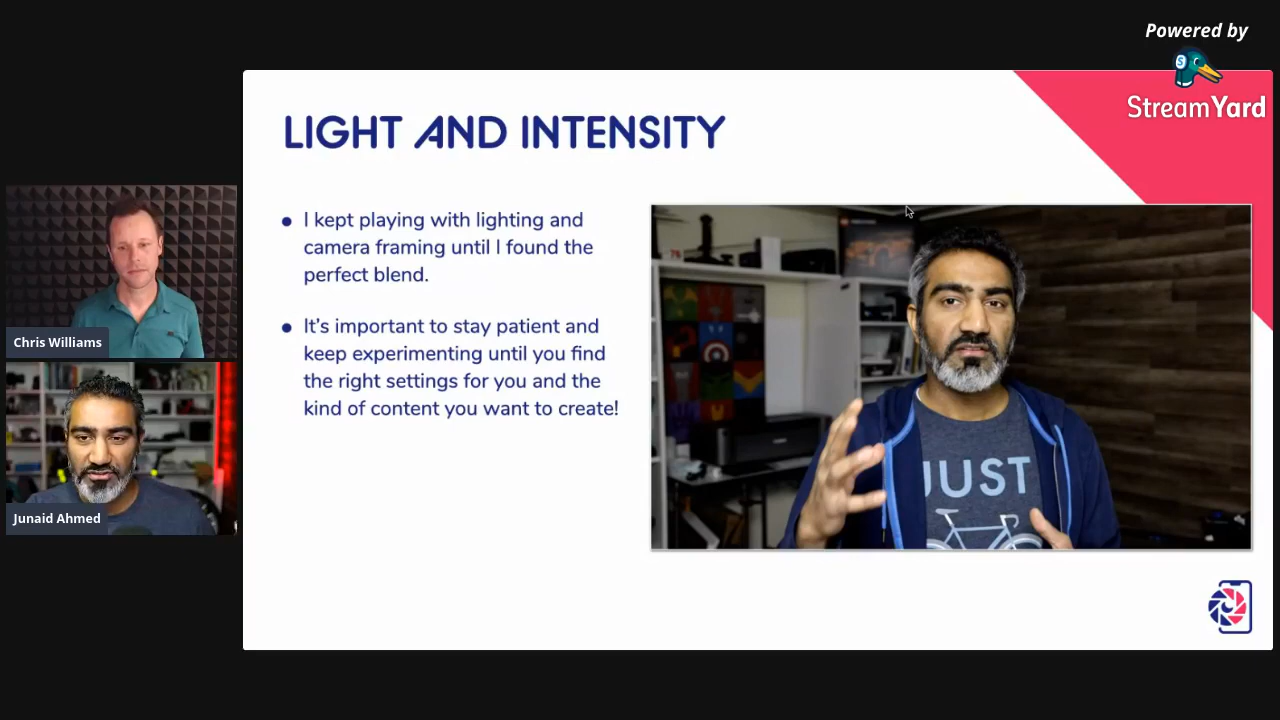 Powered by
StreamYard
LIGHT AND INTENSITY
I kept playing with lighting and
camera framing until I found the
perfect blend.
It's important to stay patient and
keep experimenting until you find
the right settings for you and the
kind of content you want to create!
JUST
Chris Williams
Junaid Ahmed